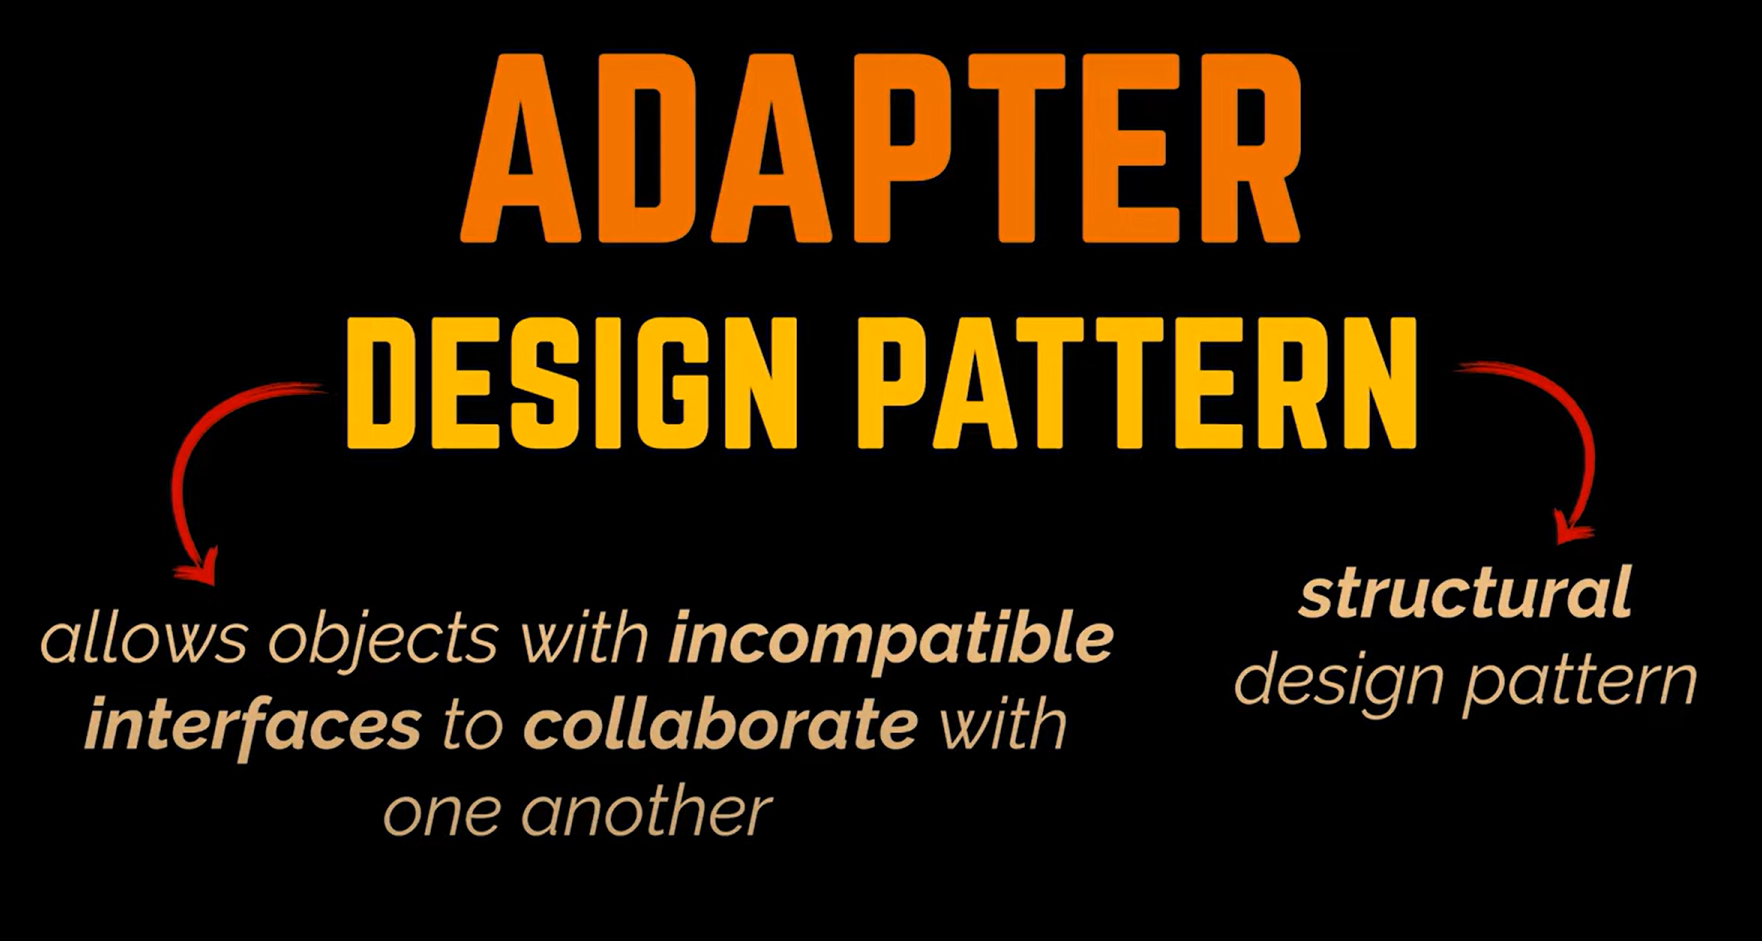 ADAPTER
DESIGN PATTERN
allows objects with incompatible
interfaces to collaborate with
one another
structural
design pattern